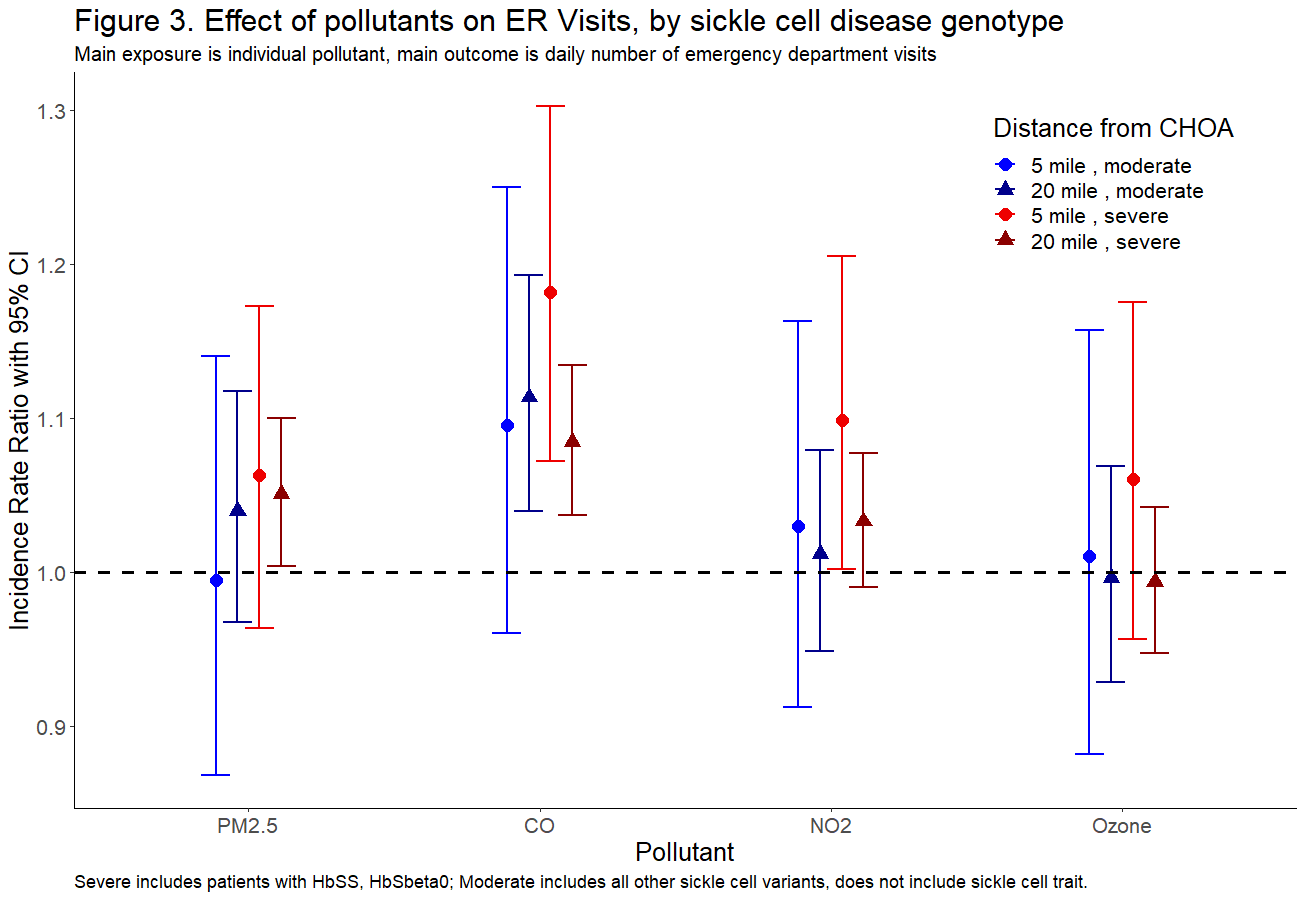 Figure 3. Effect of pollutants on ER Visits, by sickle cell disease genotype
Main exposure is individual pollutant, main outcome is daily number of emergency department visits
Incidence Rate Ratio with 95% CI
1.3
1.2
1.1
1.0
0.9
Distance from CHOA
5 mile , moderate
20 mile , moderate
5 mile , severe
20 mile , severe
PM2.5 CO NO2 Ozone
Pollutant
Severe includes patients with HbSS, HbSbeta0; Moderate includes all other sickle cell variants, does not include sickle cell trait.